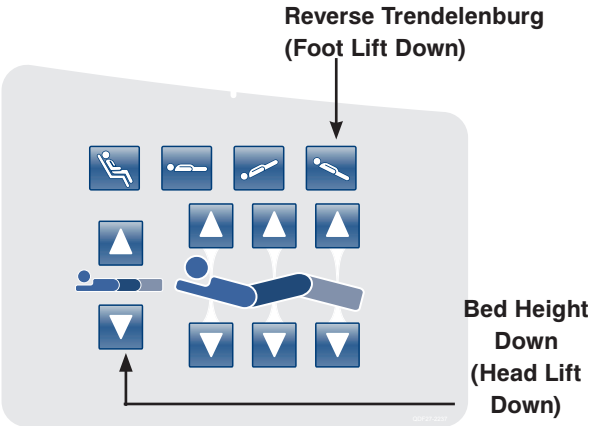 Reverse Trendelenburg
(Foot Lift Down)
Bed Height
Down
(Head Lift
Down)